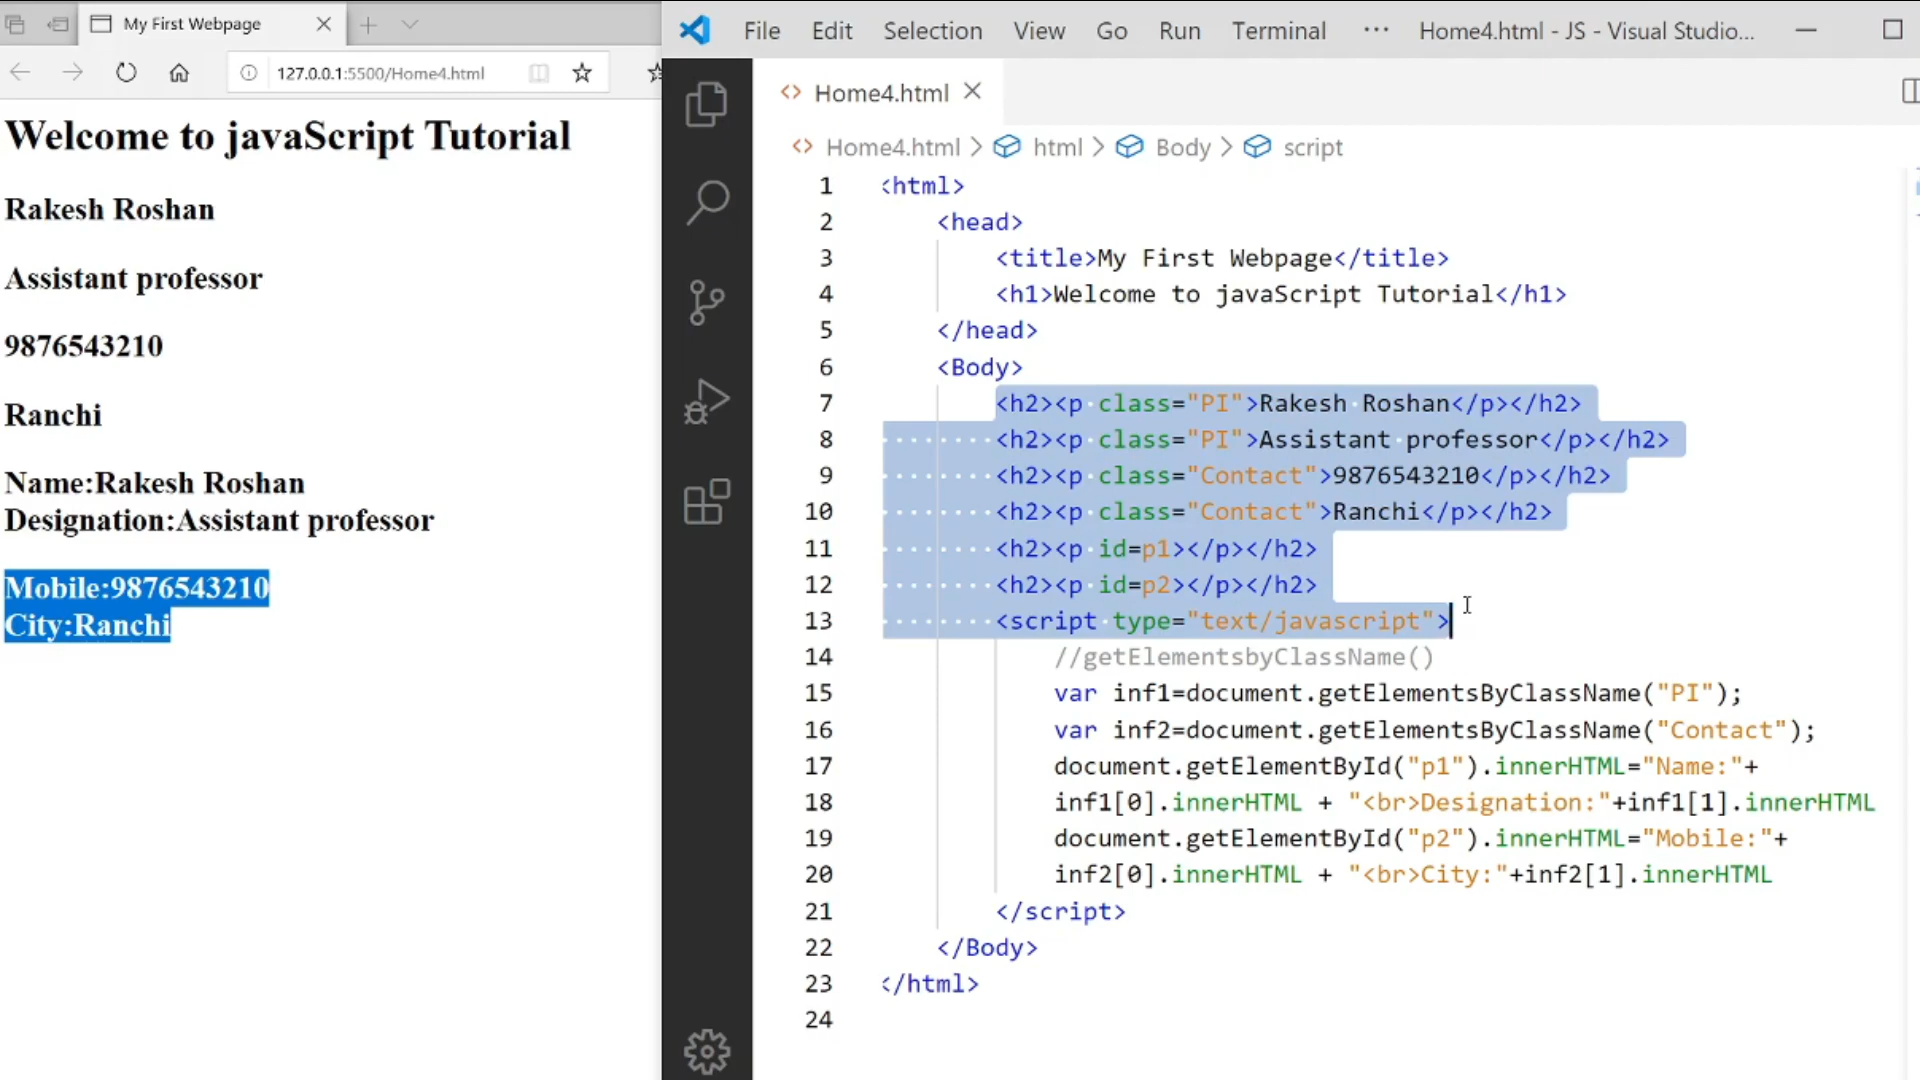 My First Webpage
127.0.0.1:5500/Home4.html
Welcome to javaScript Tutorial
Rakesh Roshan
Assistant professor
9876543210
Ranchi
Name:Rakesh Roshan
Designation:Assistant professor
Mobile:9876543210
City:Ranchi
File Edit Selection View Go Run Terminal ··· Home4.html - JS - Visual Studio...
Home4.html
Home4.html > html > Body > script
1 <html>
2 <head>
3 <title>My First Webpage</title>
4 <h1>Welcome to javaScript Tutorial</h1>
5 </head>
6 <Body>
7 <h2><p class="PI">Rakesh Roshan</p></h2>
8 <h2><p class="PI">Assistant professor</p></h2>
9 <h2><p class="Contact">9876543210</p></h2>
10 <h2><p class="Contact">Ranchi</p></h2>
11 <h2><p id=p1></p></h2>
12 <h2><p id=p2></p></h2>
13 <script type="text/javascript">
14 //getElementsbyClassName()
15 var inf1=document.getElementsByClassName("PI");
16 var inf2=document.getElementsByClassName("Contact");
17 document.getElementById("p1").innerHTML="Name:"+
18 inf1[0].innerHTML + "<br>Designation:"+inf1[1].innerHTML
19 document.getElementById("p2").innerHTML="Mobile:"+
20 inf2[0].innerHTML + "<br>City:"+inf2[1].innerHTML
21 </script>
22 </Body>
23 </html>
24